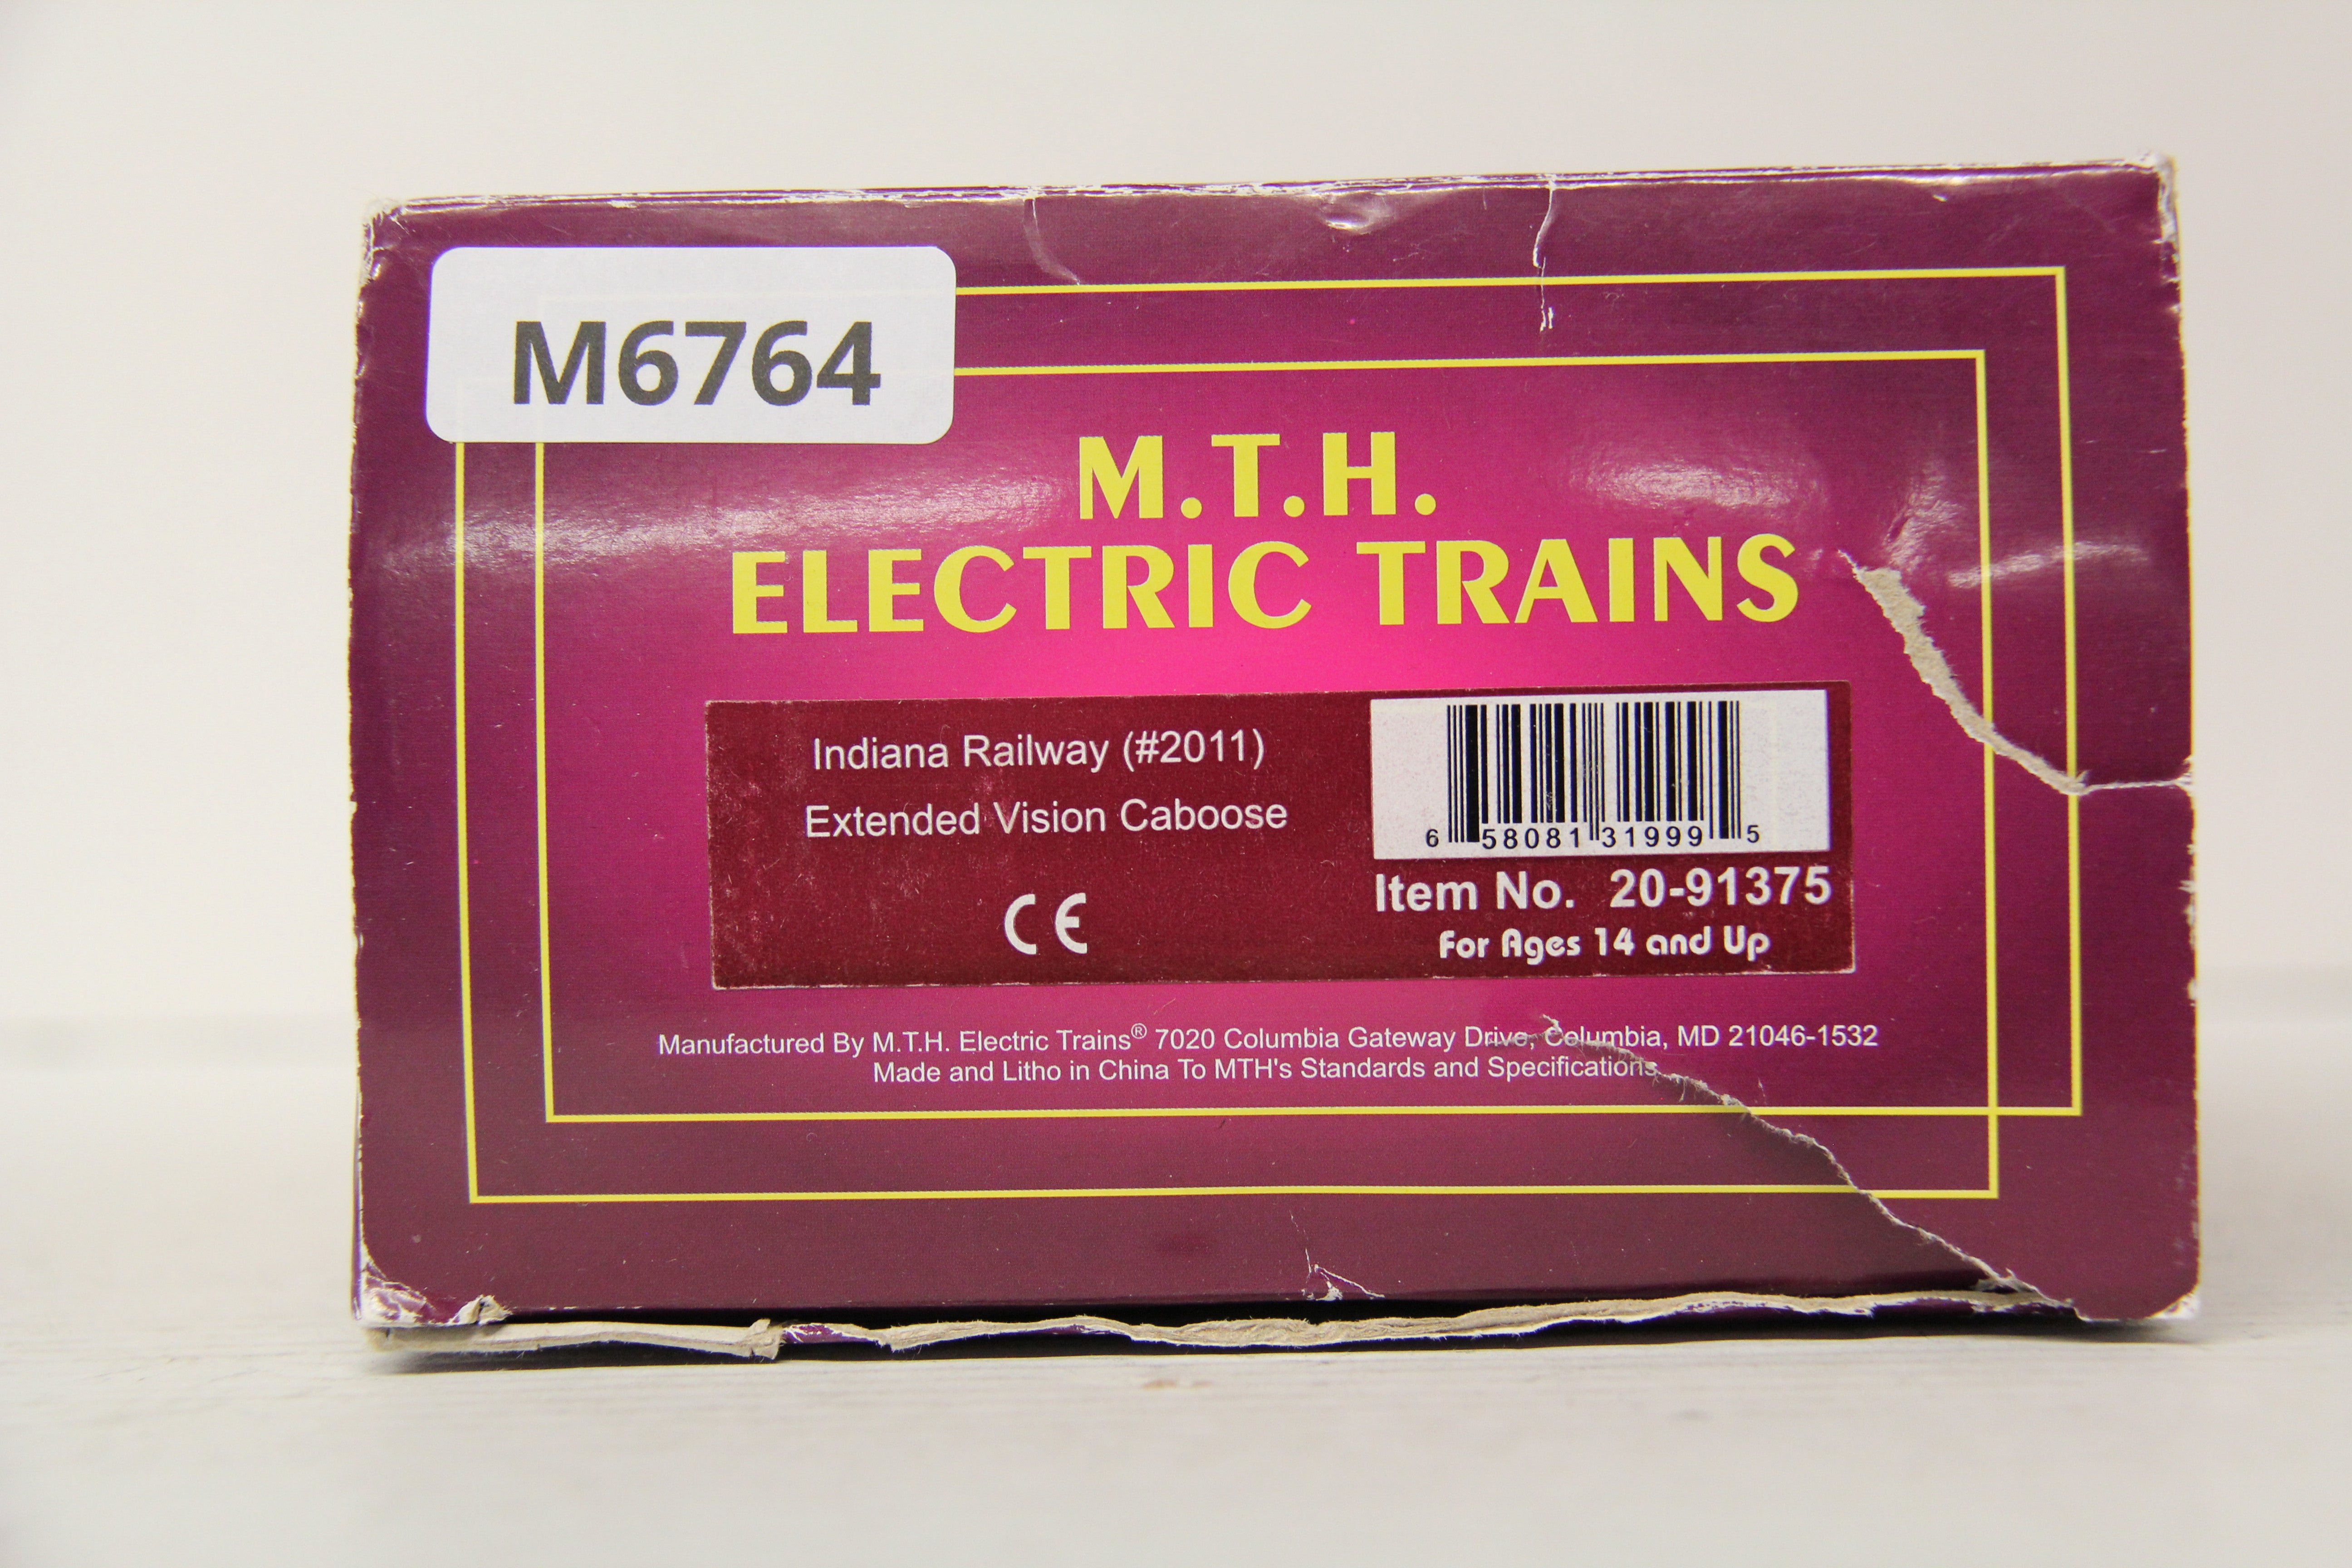 M6764
M.T.H.
ELECTRIC TRAINS
Indiana Railway (#2011)
Extended Vision Caboose
CE
6 58081 31999 5
Item No. 20-91375
For Ages 14 and Up
Manufactured By M.T.H. Electric Trains® 7020 Columbia Gateway Drive, Columbia, MD 21046-1532
Made and Litho in China To MTH's Standards and Specifications